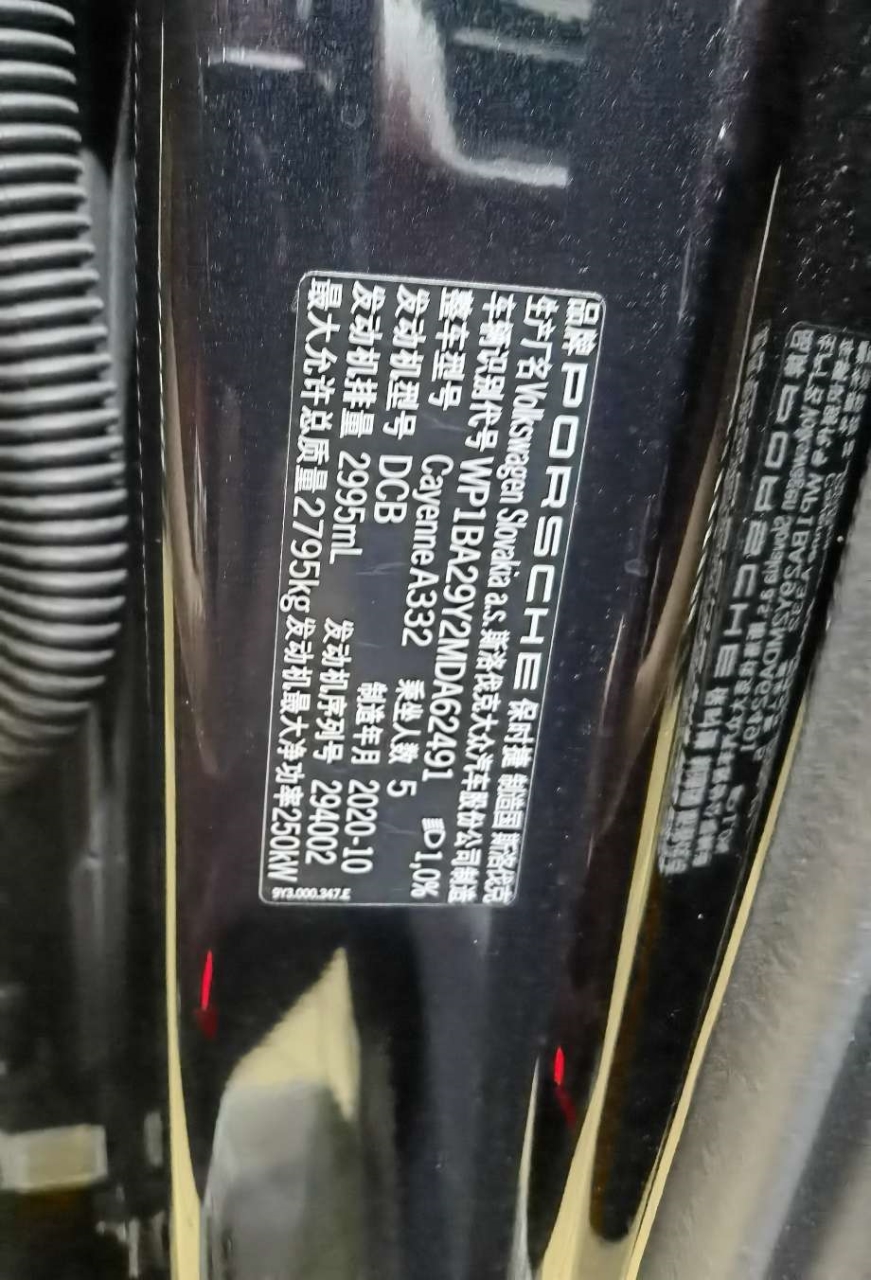 品牌 PORSCHE 保时捷 制造国 斯洛伐克
生产厂名 Volkswagen Slovakia a.s. 斯洛伐克大众汽车股份公司制造
车辆识别代号 WP1BA29Y2MDA62491
整车型号 Cayenne A332 乘坐人数 5 1,0%
发动机型号 DCB 制造年月 2020-10
发动机排量 2995mL 发动机序列号 294002
最大允许总质量 2795kg 发动机最大净功率 250kW
9Y3.000.347.E